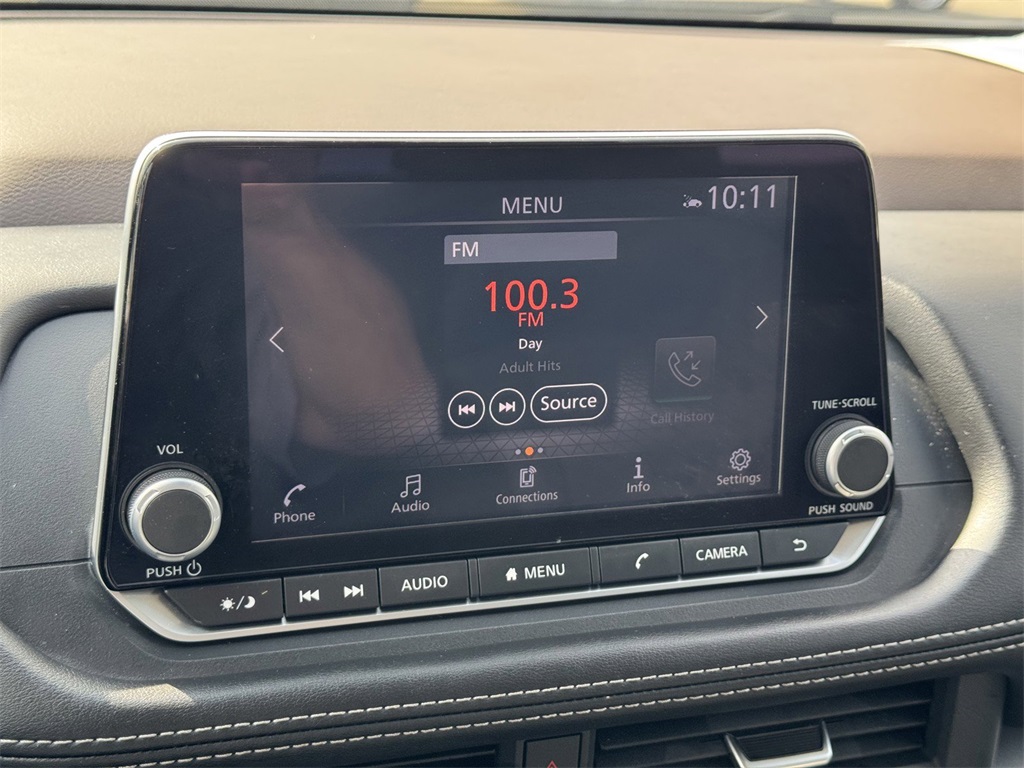 MENU
10:11
FM
100.3
FM
Day
Adult Hits
Source
Call History
Phone
Audio
Connections
Info
Settings
VOL
PUSH
TUNE·SCROLL
PUSH SOUND
AUDIO
MENU
CAMERA